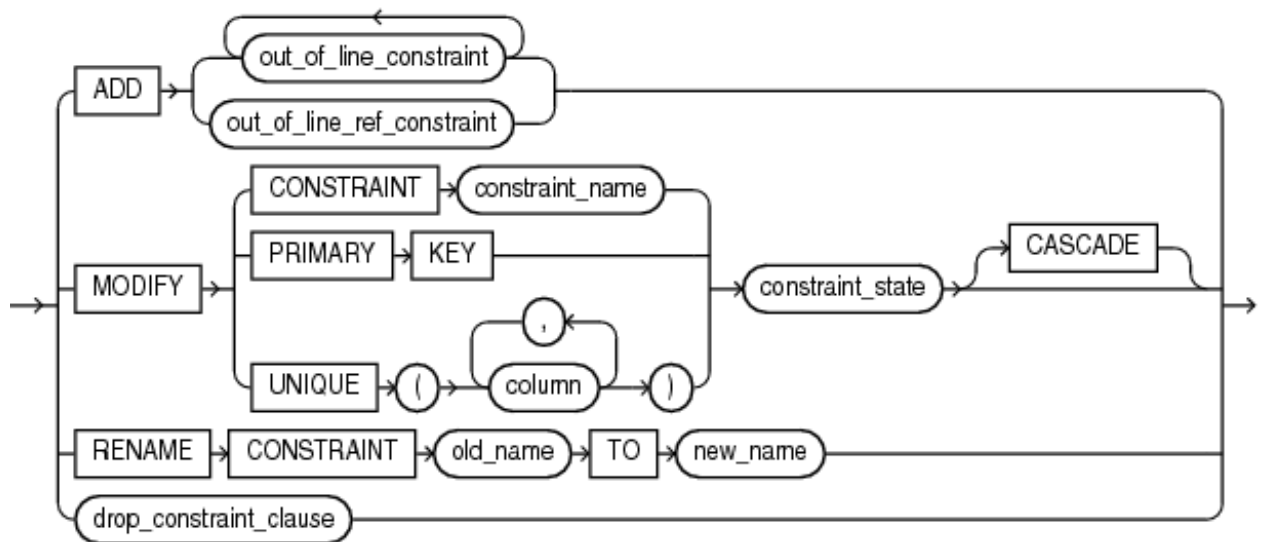 out_of_line_constraint
ADD
out_of_line_ref_constraint
CONSTRAINT constraint_name
PRIMARY KEY
CASCADE
MODIFY
constraint_state
,
UNIQUE ( column )
RENAME CONSTRAINT old_name TO new_name
drop_constraint_clause